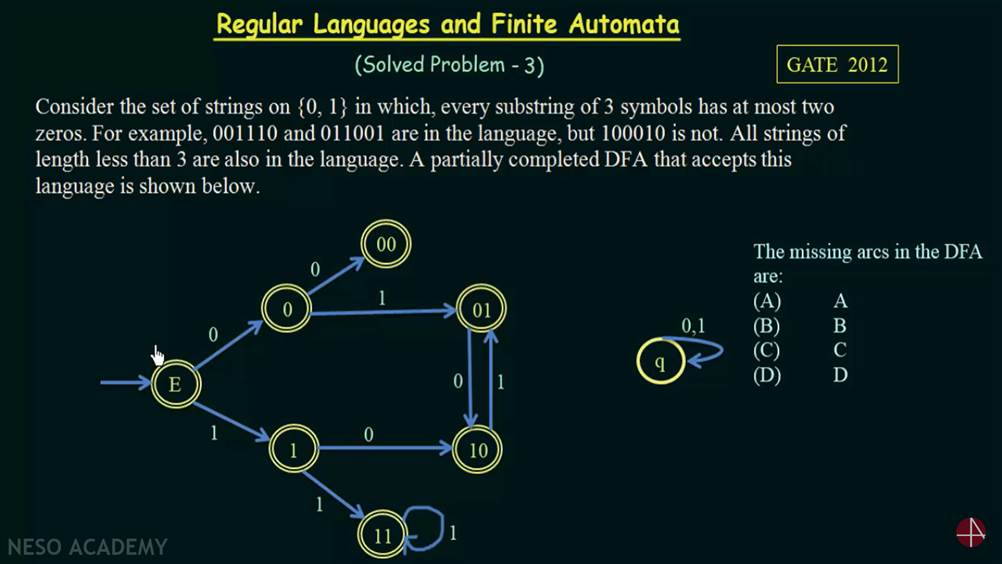 Regular Languages and Finite Automata
(Solved Problem - 3)
GATE 2012
Consider the set of strings on {0, 1} in which, every substring of 3 symbols has at most two
zeros. For example, 001110 and 011001 are in the language, but 100010 is not. All strings of
length less than 3 are also in the language. A partially completed DFA that accepts this
language is shown below.
00
0
0
1
01
0
E
1
1
0
10
0
1
1
11
1
q
0,1
The missing arcs in the DFA
are:
(A) A
(B) B
(C) C
(D) D
NESO ACADEMY